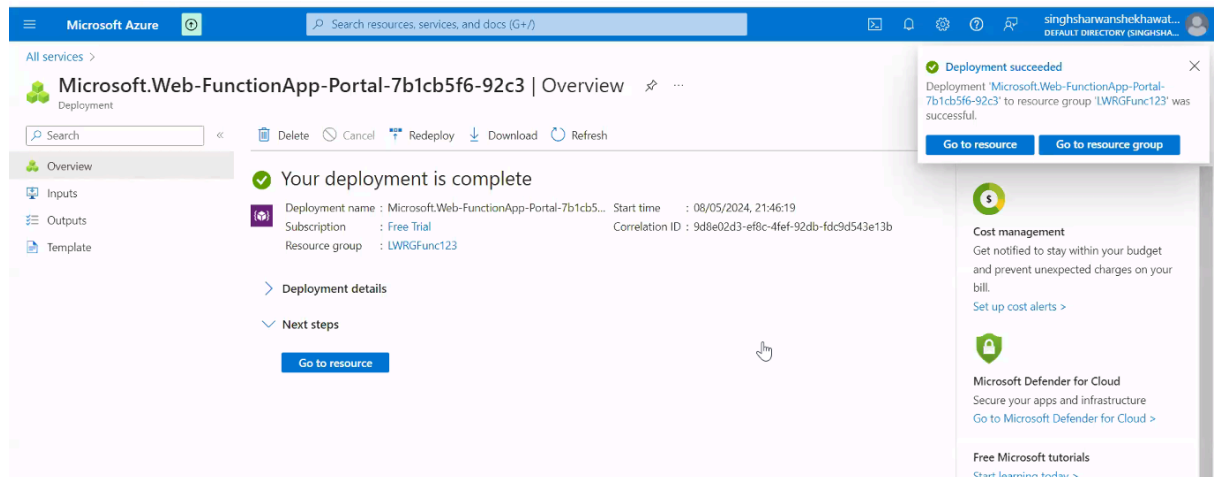 Microsoft Azure
Search resources, services, and docs (G+/)
singhsharwanshekhawat...
DEFAULT DIRECTORY (SINGHSHA...
All services >
Microsoft.Web-FunctionApp-Portal-7b1cb5f6-92c3 | Overview
Deployment
Search
Delete
Cancel
Redeploy
Download
Refresh
Overview
Inputs
Outputs
Template
Your deployment is complete
Deployment name : Microsoft.Web-FunctionApp-Portal-7b1cb5...
Subscription : Free Trial
Resource group : LWRGFunc123
Start time : 08/05/2024, 21:46:19
Correlation ID : 9d8e02d3-ef8c-4fef-92db-fdc9d543e13b
Deployment details
Next steps
Go to resource
Deployment succeeded
Deployment 'Microsoft.Web-FunctionApp-Portal-
7b1cb5f6-92c3' to resource group 'LWRGFunc123' was
successful.
Go to resource
Go to resource group
Cost management
Get notified to stay within your budget
and prevent unexpected charges on your
bill.
Set up cost alerts >
Microsoft Defender for Cloud
Secure your apps and infrastructure
Go to Microsoft Defender for Cloud >
Free Microsoft tutorials
Start learning today >